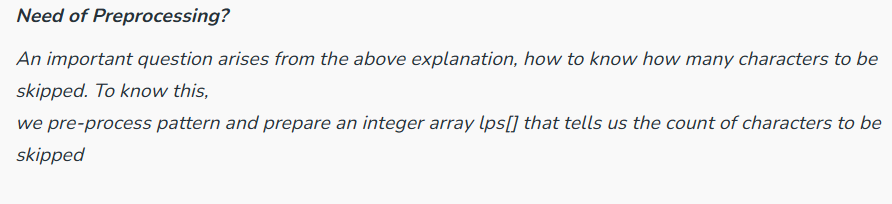 Need of Preprocessing?
An important question arises from the above explanation, how to know how many characters to be
skipped. To know this,
we pre-process pattern and prepare an integer array lps[] that tells us the count of characters to be
skipped